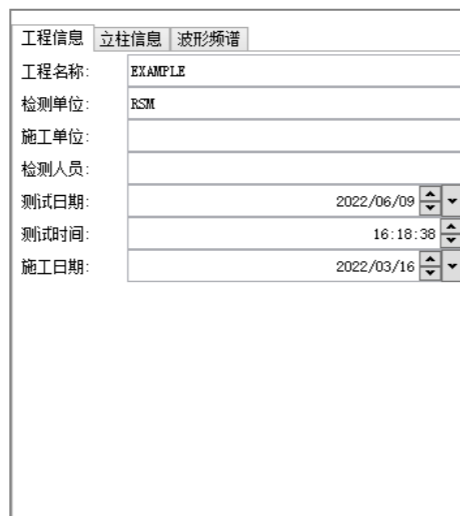 工程信息 立柱信息 波形频谱
工程名称: EXAMPLE
检测单位: RSM
施工单位:
检测人员:
测试日期: 2022/06/09
测试时间: 16:18:38
施工日期: 2022/03/16